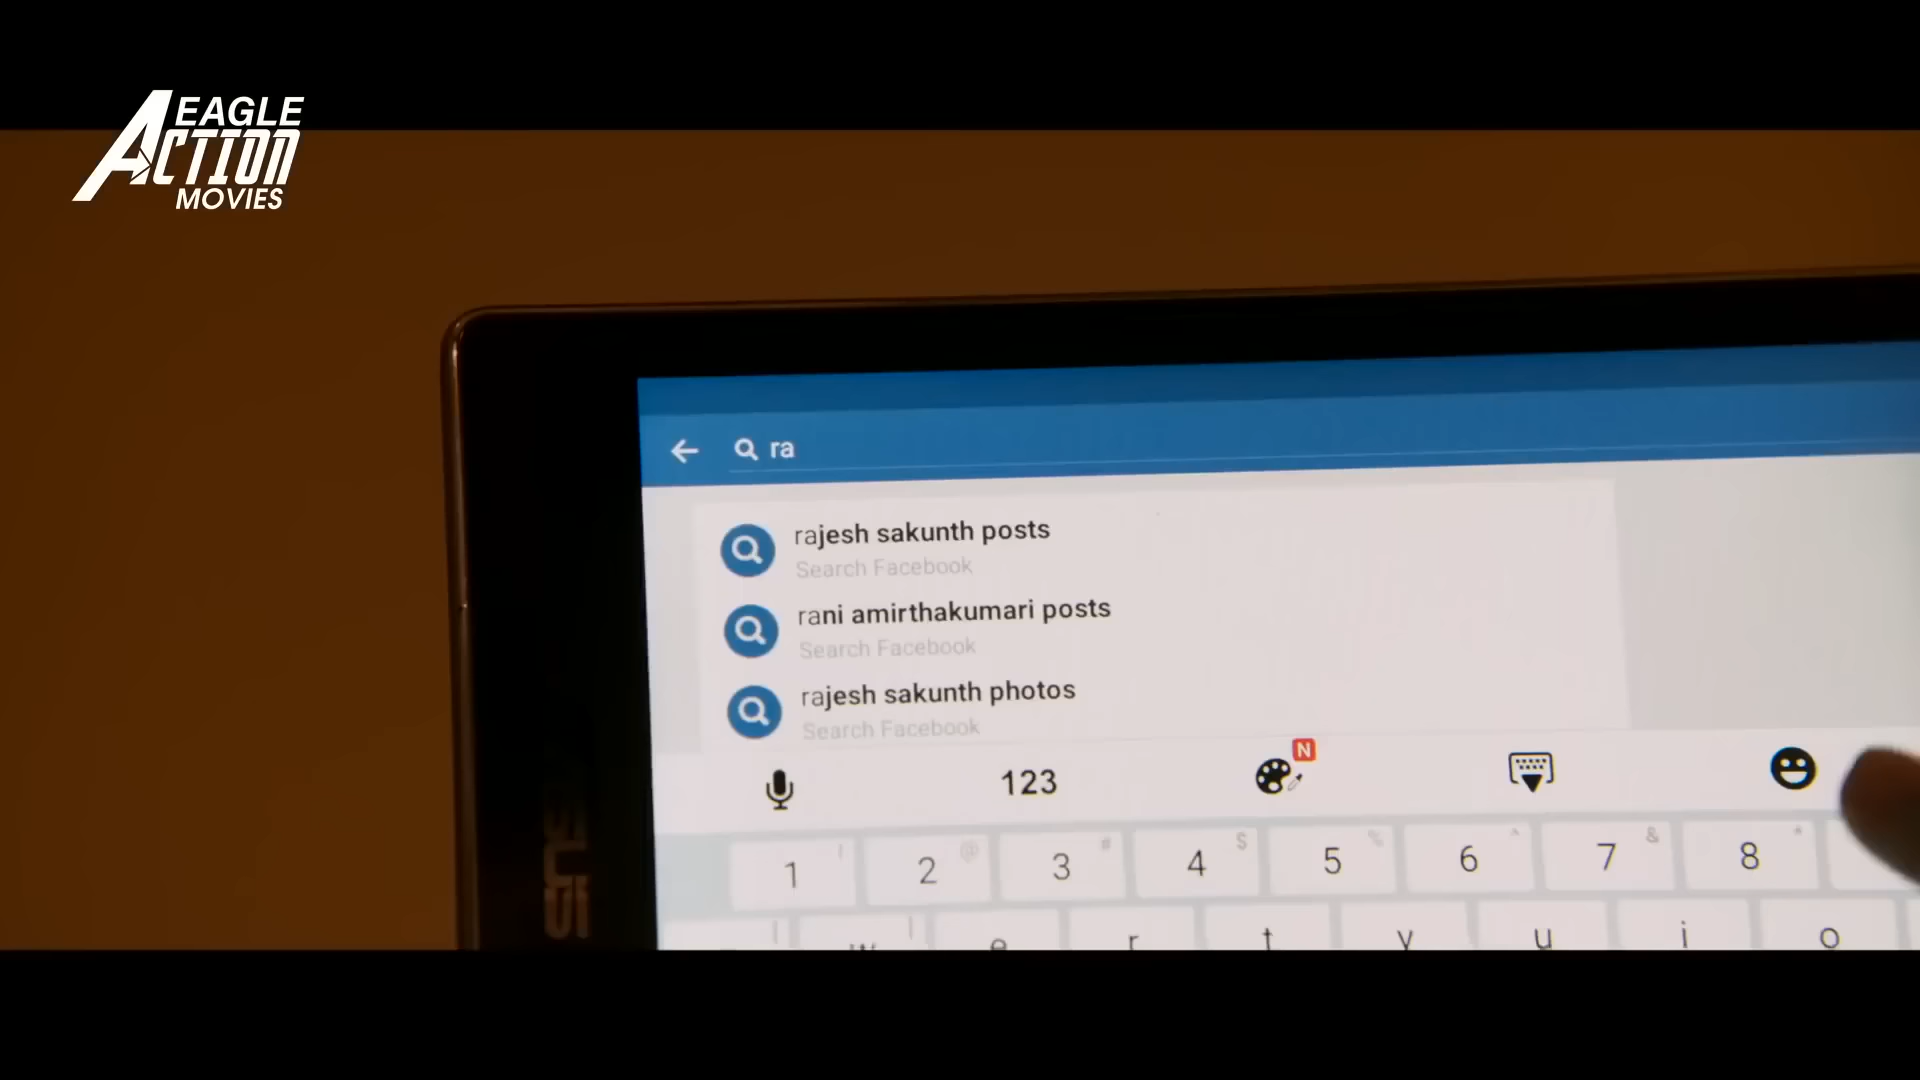 EAGLE
ACTION
MOVIES
ra
rajesh sakunth posts
Search Facebook
rani amirthakumari posts
Search Facebook
rajesh sakunth photos
Search Facebook
N
123
! @ # $ % ^ & *
1 2 3 4 5 6 7 8
w e r t y u i o
ASUS